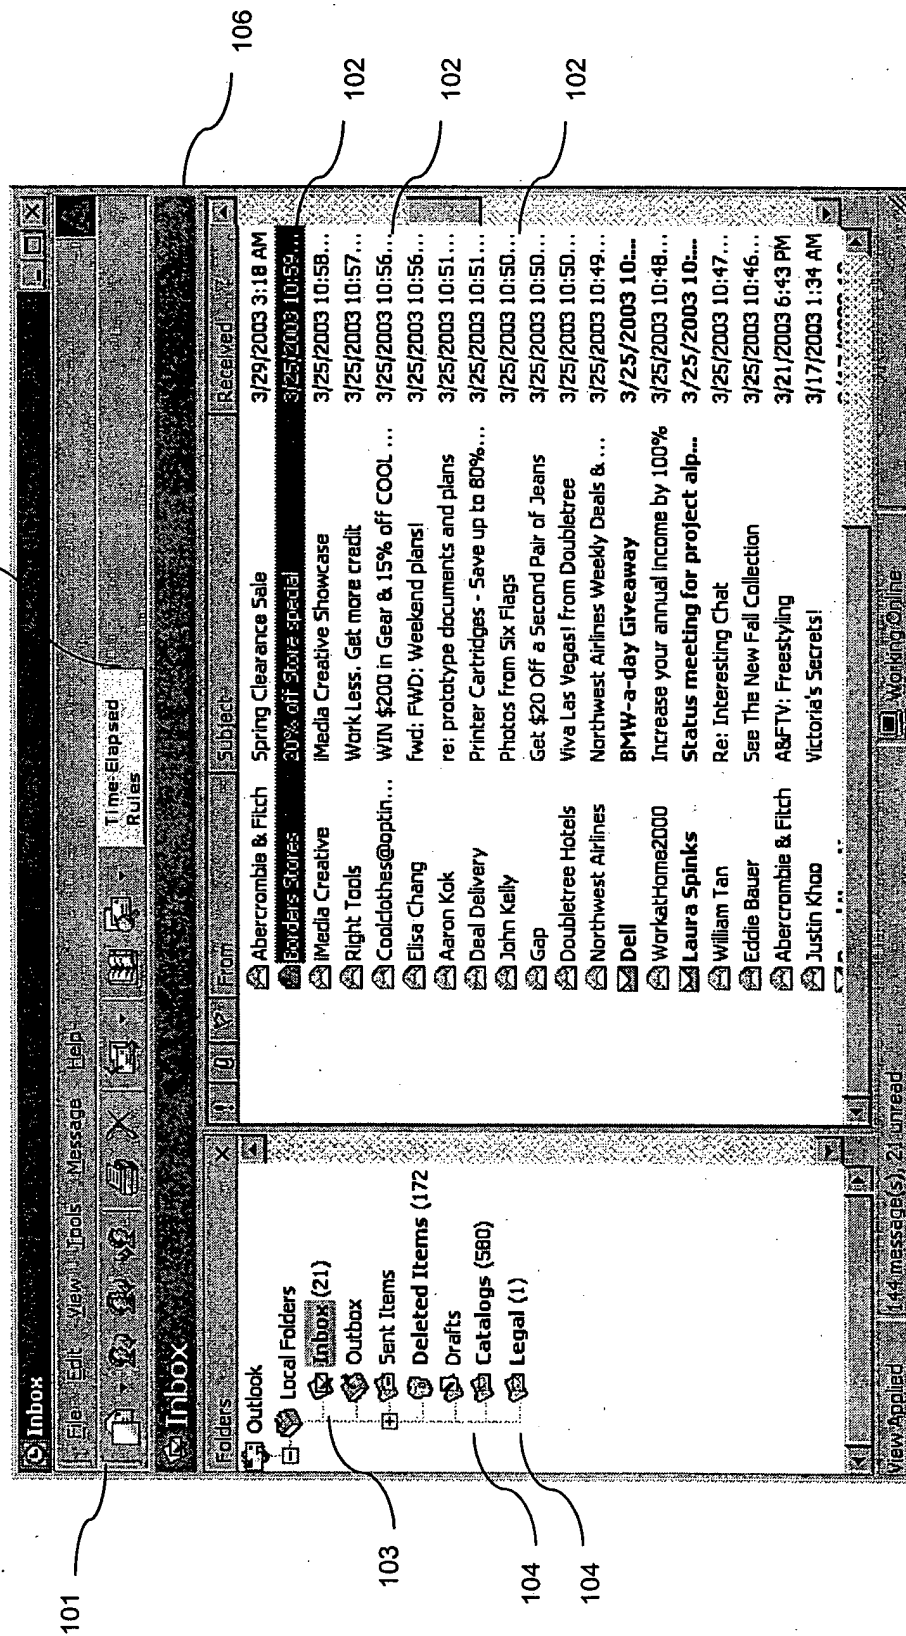 106
102
102
102
101
103
104
104
Inbox
File Edit View Tools Message Help
Time-Elapsed
Rules
Inbox
Folders
Outlook
Local Folders
Inbox (21)
Outbox
Sent Items
Deleted Items (172
Drafts
Catalogs (580)
Legal (1)
! From Subject Received
Abercrombie & Fitch Spring Clearance Sale 3/29/2003 3:18 AM
Borders Stores 20% off Store special 3/25/2003 10:59...
iMedia Creative iMedia Creative Showcase 3/25/2003 10:58...
Right Tools Work Less. Get more credit 3/25/2003 10:57...
Coolclothes@optin... WIN $200 in Gear & 15% off COOL ... 3/25/2003 10:56...
Elisa Chang Fwd: FWD: Weekend plans! 3/25/2003 10:56...
Aaron Kok re: prototype documents and plans 3/25/2003 10:51...
Deal Delivery Printer Cartridges - Save up to 80%... 3/25/2003 10:51...
John Kelly Photos from Six Flags 3/25/2003 10:50...
Gap Get $20 Off a Second Pair of Jeans 3/25/2003 10:50...
Doubletree Hotels Viva Las Vegas! From Doubletree 3/25/2003 10:50...
Northwest Airlines Northwest Airlines Weekly Deals & ... 3/25/2003 10:49...
Dell BMW-a-day Giveaway 3/25/2003 10:...
WorkatHome2000 Increase your annual income by 100% 3/25/2003 10:48...
Laura Spinks Status meeting for project alp... 3/25/2003 10:...
William Tan Re: Interesting Chat 3/25/2003 10:47...
Eddie Bauer See The New Fall Collection 3/25/2003 10:46...
Abercrombie & Fitch A&FTV: Freestyling 3/21/2003 6:43 PM
Justin Khoo Victoria's Secrets! 3/17/2003 1:34 AM
View Applied 144 message(s), 21 unread Working Online